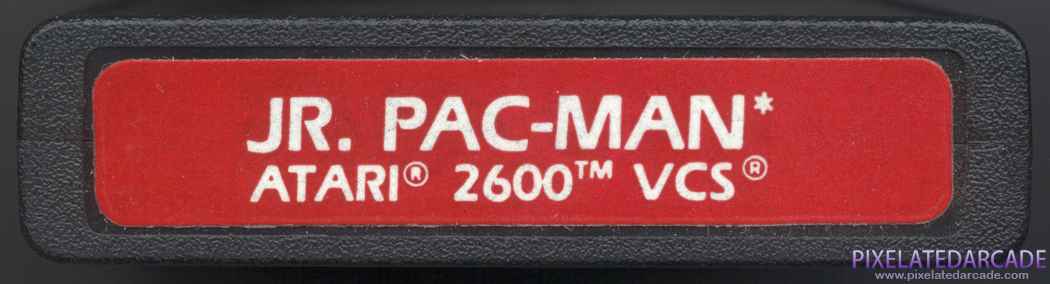 JR. PAC-MAN*
ATARI® 2600™ VCS®
PIXELATEDARCADE
www.pixelatedarcade.com